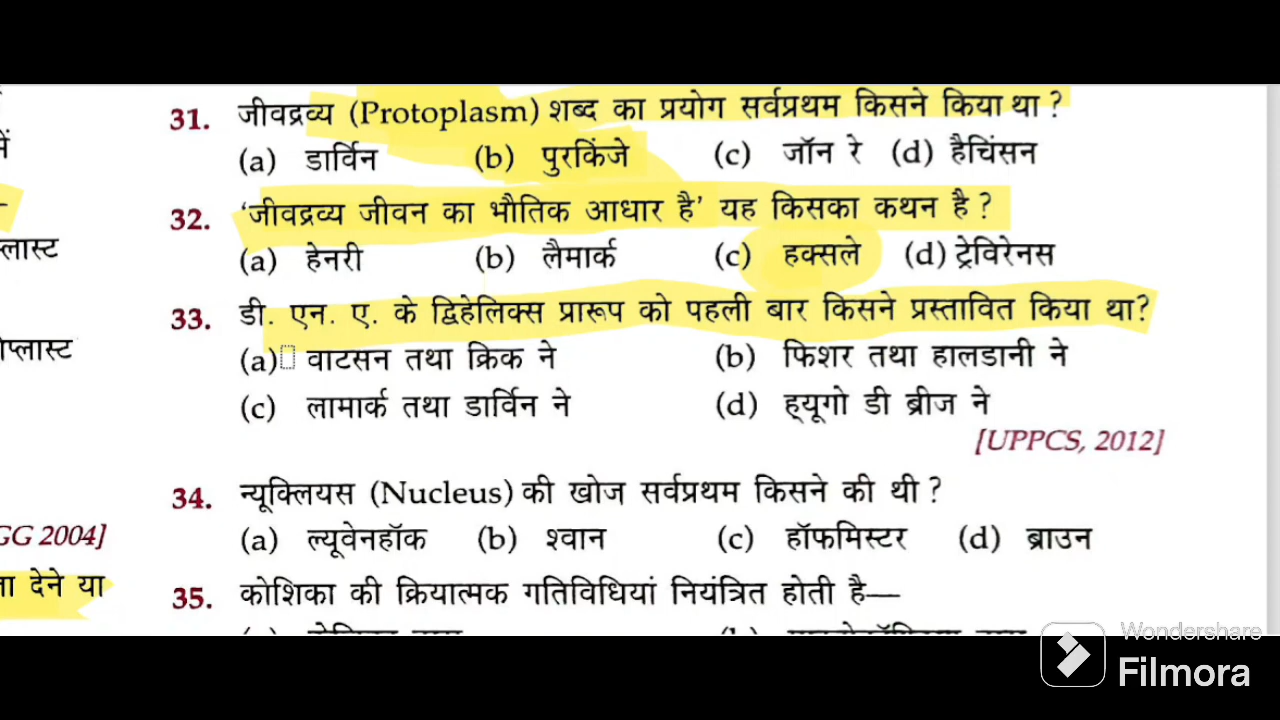 31. जीवद्रव्य (Protoplasm) शब्द का प्रयोग सर्वप्रथम किसने किया था ?
(a) डार्विन (b) पुरकिंजे (c) जॉन रे (d) हैचिंसन
32. 'जीवद्रव्य जीवन का भौतिक आधार है' यह किसका कथन है ?
(a) हेनरी (b) लैमार्क (c) हक्सले (d) ट्रेविरेनस
प्लास्ट
33. डी. एन. ए. के द्विहेलिक्स प्रारूप को पहली बार किसने प्रस्तावित किया था?
(a) वाटसन तथा क्रिक ने (b) फिशर तथा हालडानी ने
(c) लामार्क तथा डार्विन ने (d) ह्यूगो डी ब्रीज ने
[UPPCS, 2012]
34. न्यूक्लियस (Nucleus) की खोज सर्वप्रथम किसने की थी ?
GG 2004]
(a) ल्यूवेनहॉक (b) श्वान (c) हॉफमिस्टर (d) ब्राउन
देने या
35. कोशिका की क्रियात्मक गतिविधियां नियंत्रित होती है—
Wondershare
Filmora